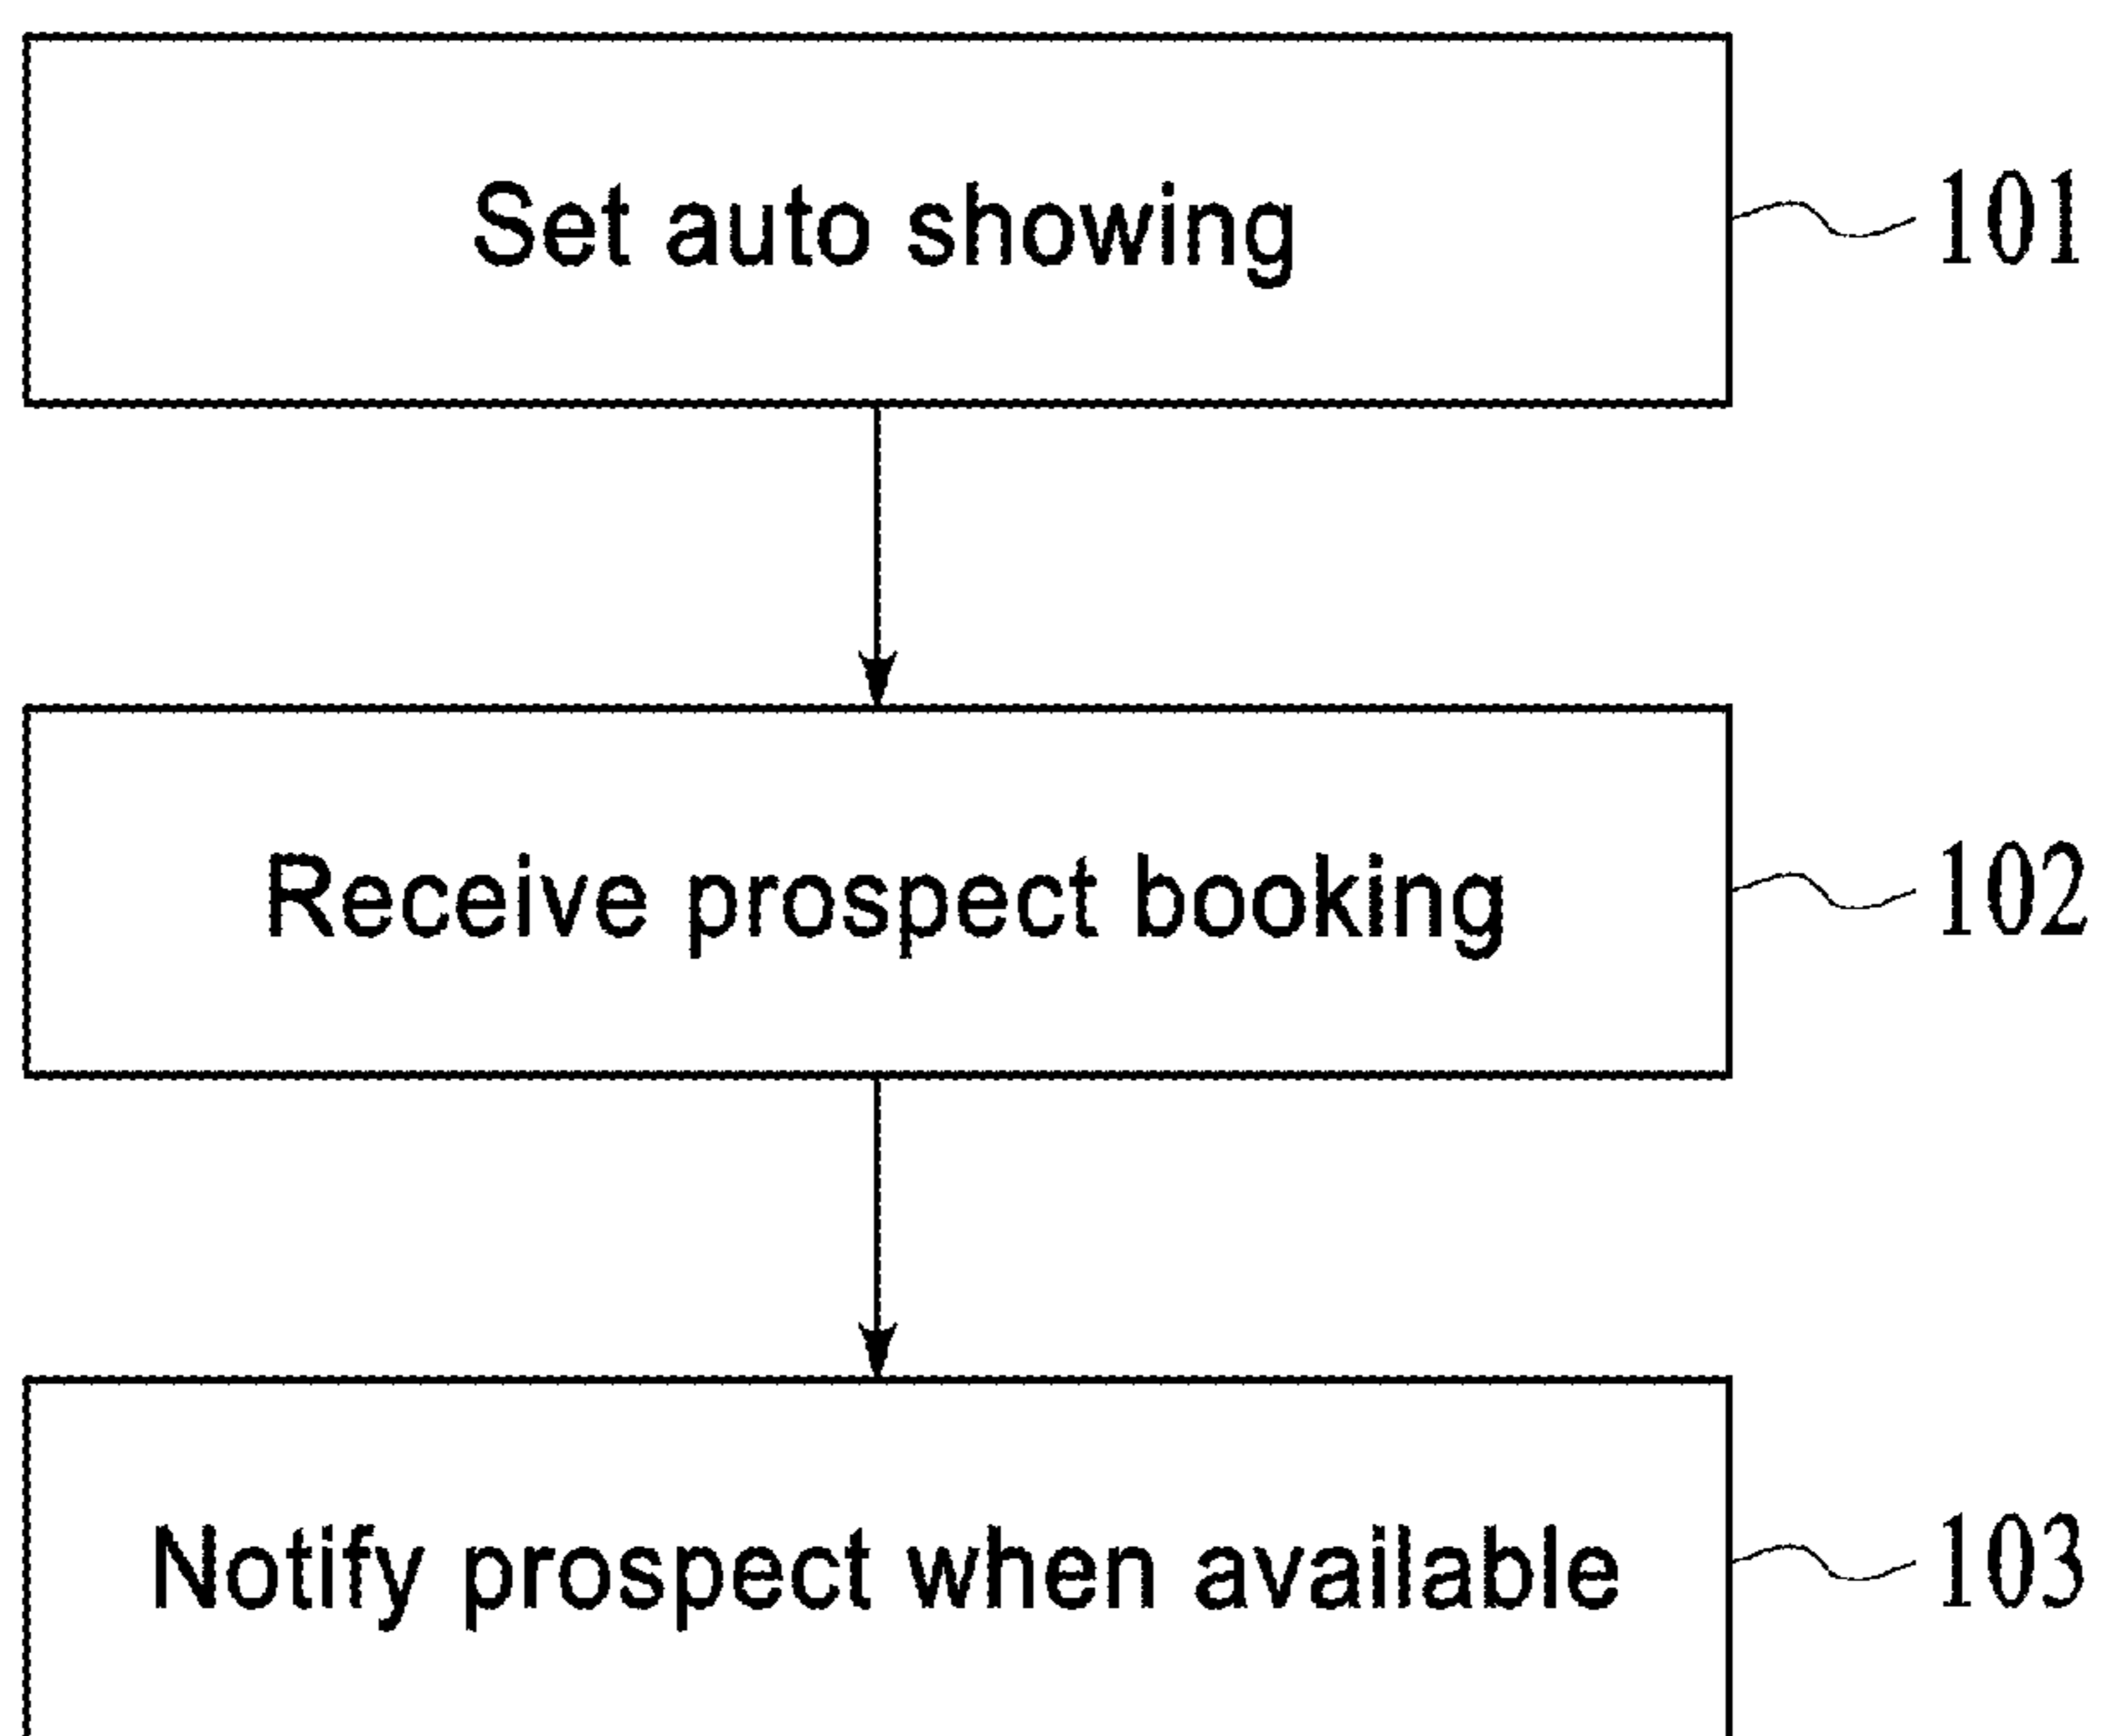 Set auto showing
101
Receive prospect booking
102
Notify prospect when available
103